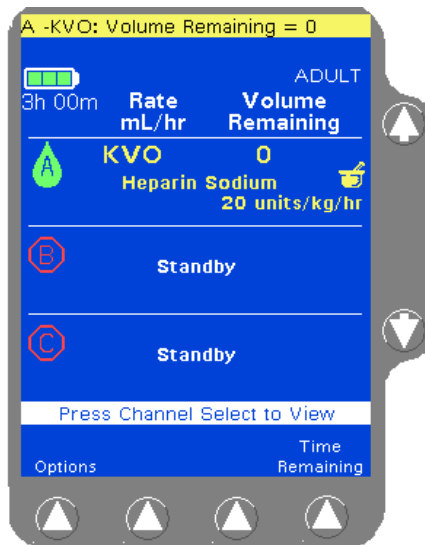 A -KVO: Volume Remaining = 0
ADULT
3h 00m
Rate Volume
mL/hr Remaining
A
KVO 0
Heparin Sodium
20 units/kg/hr
B
Standby
C
Standby
Press Channel Select to View
Options
Time
Remaining